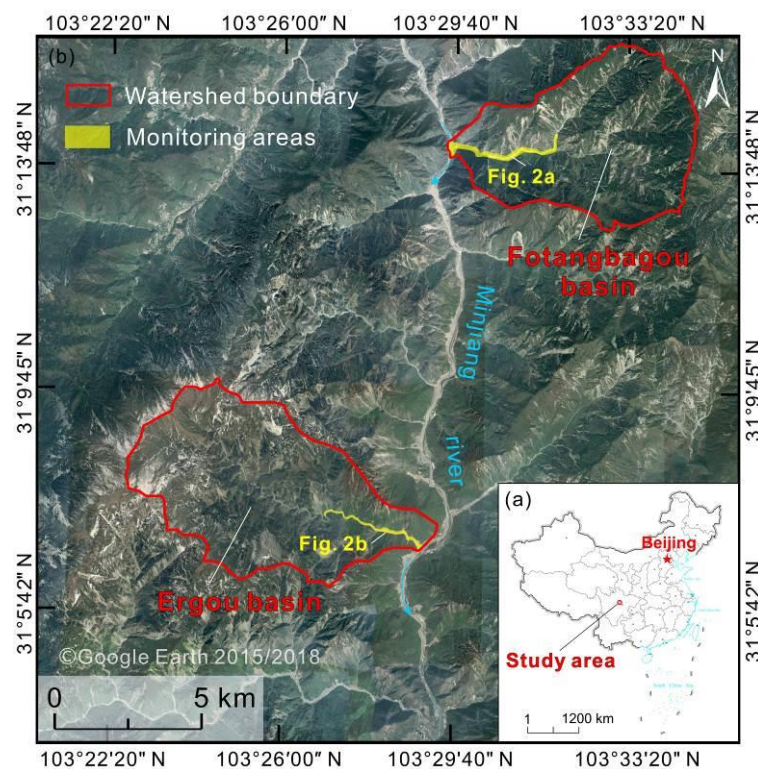 103°22'20" N
103°26'00" N
103°29'40" N
103°33'20" N
(b)
N
Watershed boundary
Monitoring areas
Fig. 2a
Fotangbagou
basin
Minjiang
river
Fig. 2b
Ergou basin
©Google Earth 2015/2018
0
5 km
(a)
Beijing
Study area
1
1200 km
31°13'48" N
31°9'45" N
31°5'42" N
31°13'48" N
31°9'45" N
31°5'42" N
103°22'20" N
103°26'00" N
103°29'40" N
103°33'20" N